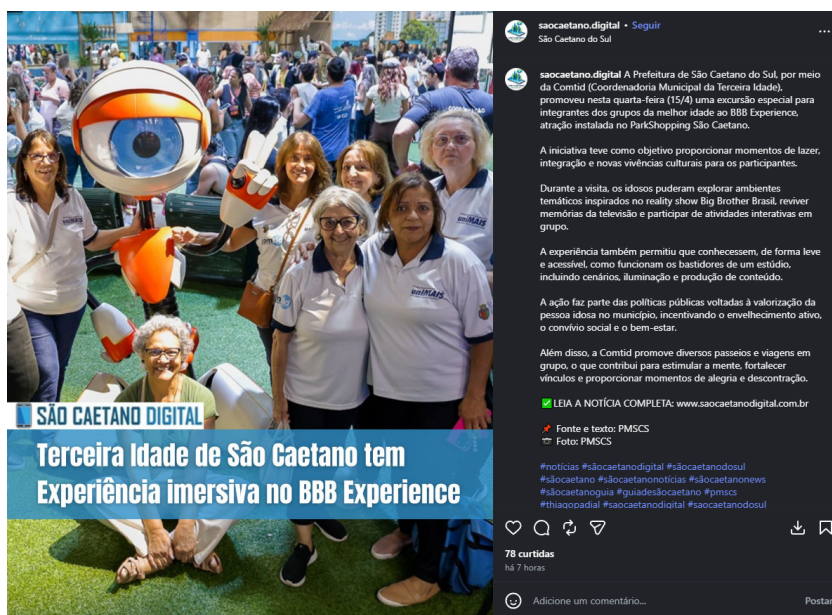 uniMAIS
uniMAIS
SÃO CAETANO DIGITAL
Terceira Idade de São Caetano tem
Experiência imersiva no BBB Experience
saocaetano.digital • Seguir
São Caetano do Sul
saocaetano.digital A Prefeitura de São Caetano do Sul, por meio
da Comtid (Coordenadoria Municipal da Terceira Idade),
promoveu nesta quarta-feira (15/4) uma excursão especial para
integrantes dos grupos da melhor idade ao BBB Experience,
atração instalada no ParkShopping São Caetano.
A iniciativa teve como objetivo proporcionar momentos de lazer,
integração e novas vivências culturais para os participantes.
Durante a visita, os idosos puderam explorar ambientes
temáticos inspirados no reality show Big Brother Brasil, reviver
memórias da televisão e participar de atividades interativas em
grupo.
A experiência também permitiu que conhecessem, de forma leve
e acessível, como funcionam os bastidores de um estúdio,
incluindo cenários, iluminação e produção de conteúdo.
A ação faz parte das políticas públicas voltadas à valorização da
pessoa idosa no município, incentivando o envelhecimento ativo,
o convívio social e o bem-estar.
Além disso, a Comtid promove diversos passeios e viagens em
grupo, o que contribui para estimular a mente, fortalecer
vínculos e proporcionar momentos de alegria e descontração.
✅ LEIA A NOTÍCIA COMPLETA: www.saocaetanodigital.com.br
📌 Fonte e texto: PMSCS
📷 Foto: PMSCS
#notícias #sãocaetanodigital #sãocaetanodosul
#sãocaetano #sãocaetanonotícias #sãocaetanonews
#sãocaetanoguia #guiadesãocaetano #pmscs
#thiagopadial #saocaetanodigital #saocaetanodosul
78 curtidas
há 7 horas
Adicione um comentário...
Postar